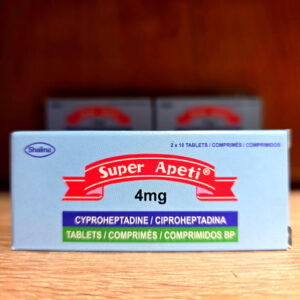 Shalina
2 x 10 TABLETS / COMPRIMÉS / COMPRIMIDOS
Super Apeti®
4mg
CYPROHEPTADINE / CIPROHEPTADINA
TABLETS / COMPRIMÉS / COMPRIMIDOS BP